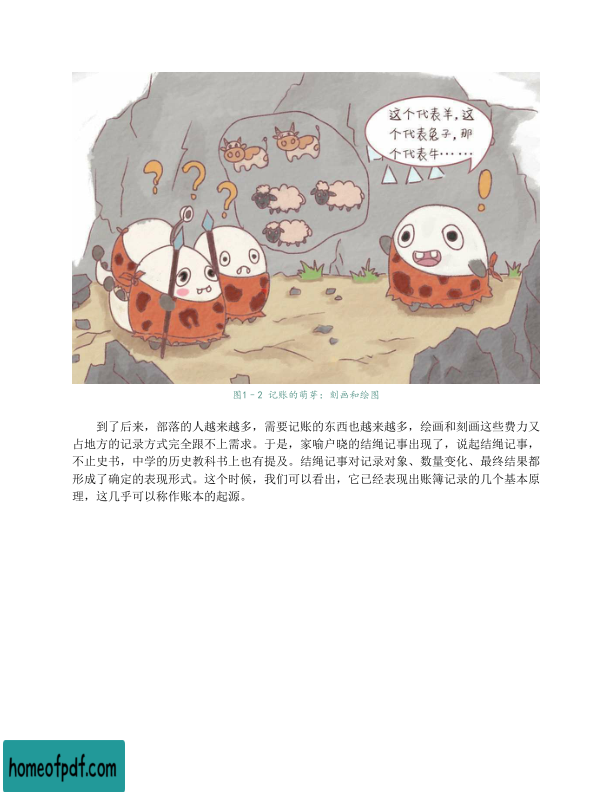 这个代表羊，这
个代表兔子，那
个代表牛……
图1-2 记账的萌芽：刻画和绘图
到了后来，部落的人越来越多，需要记账的东西也越来越多，绘画和刻画这些费力又
占地方的记录方式完全跟不上需求。于是，家喻户晓的结绳记事出现了，说起结绳记事，
不止史书，中学的历史教科书上也有提及。结绳记事对记录对象、数量变化、最终结果都
形成了确定的表现形式。这个时候，我们可以看出，它已经表现出账簿记录的几个基本原
理，这几乎可以称作账本的起源。
homeofpdf.com